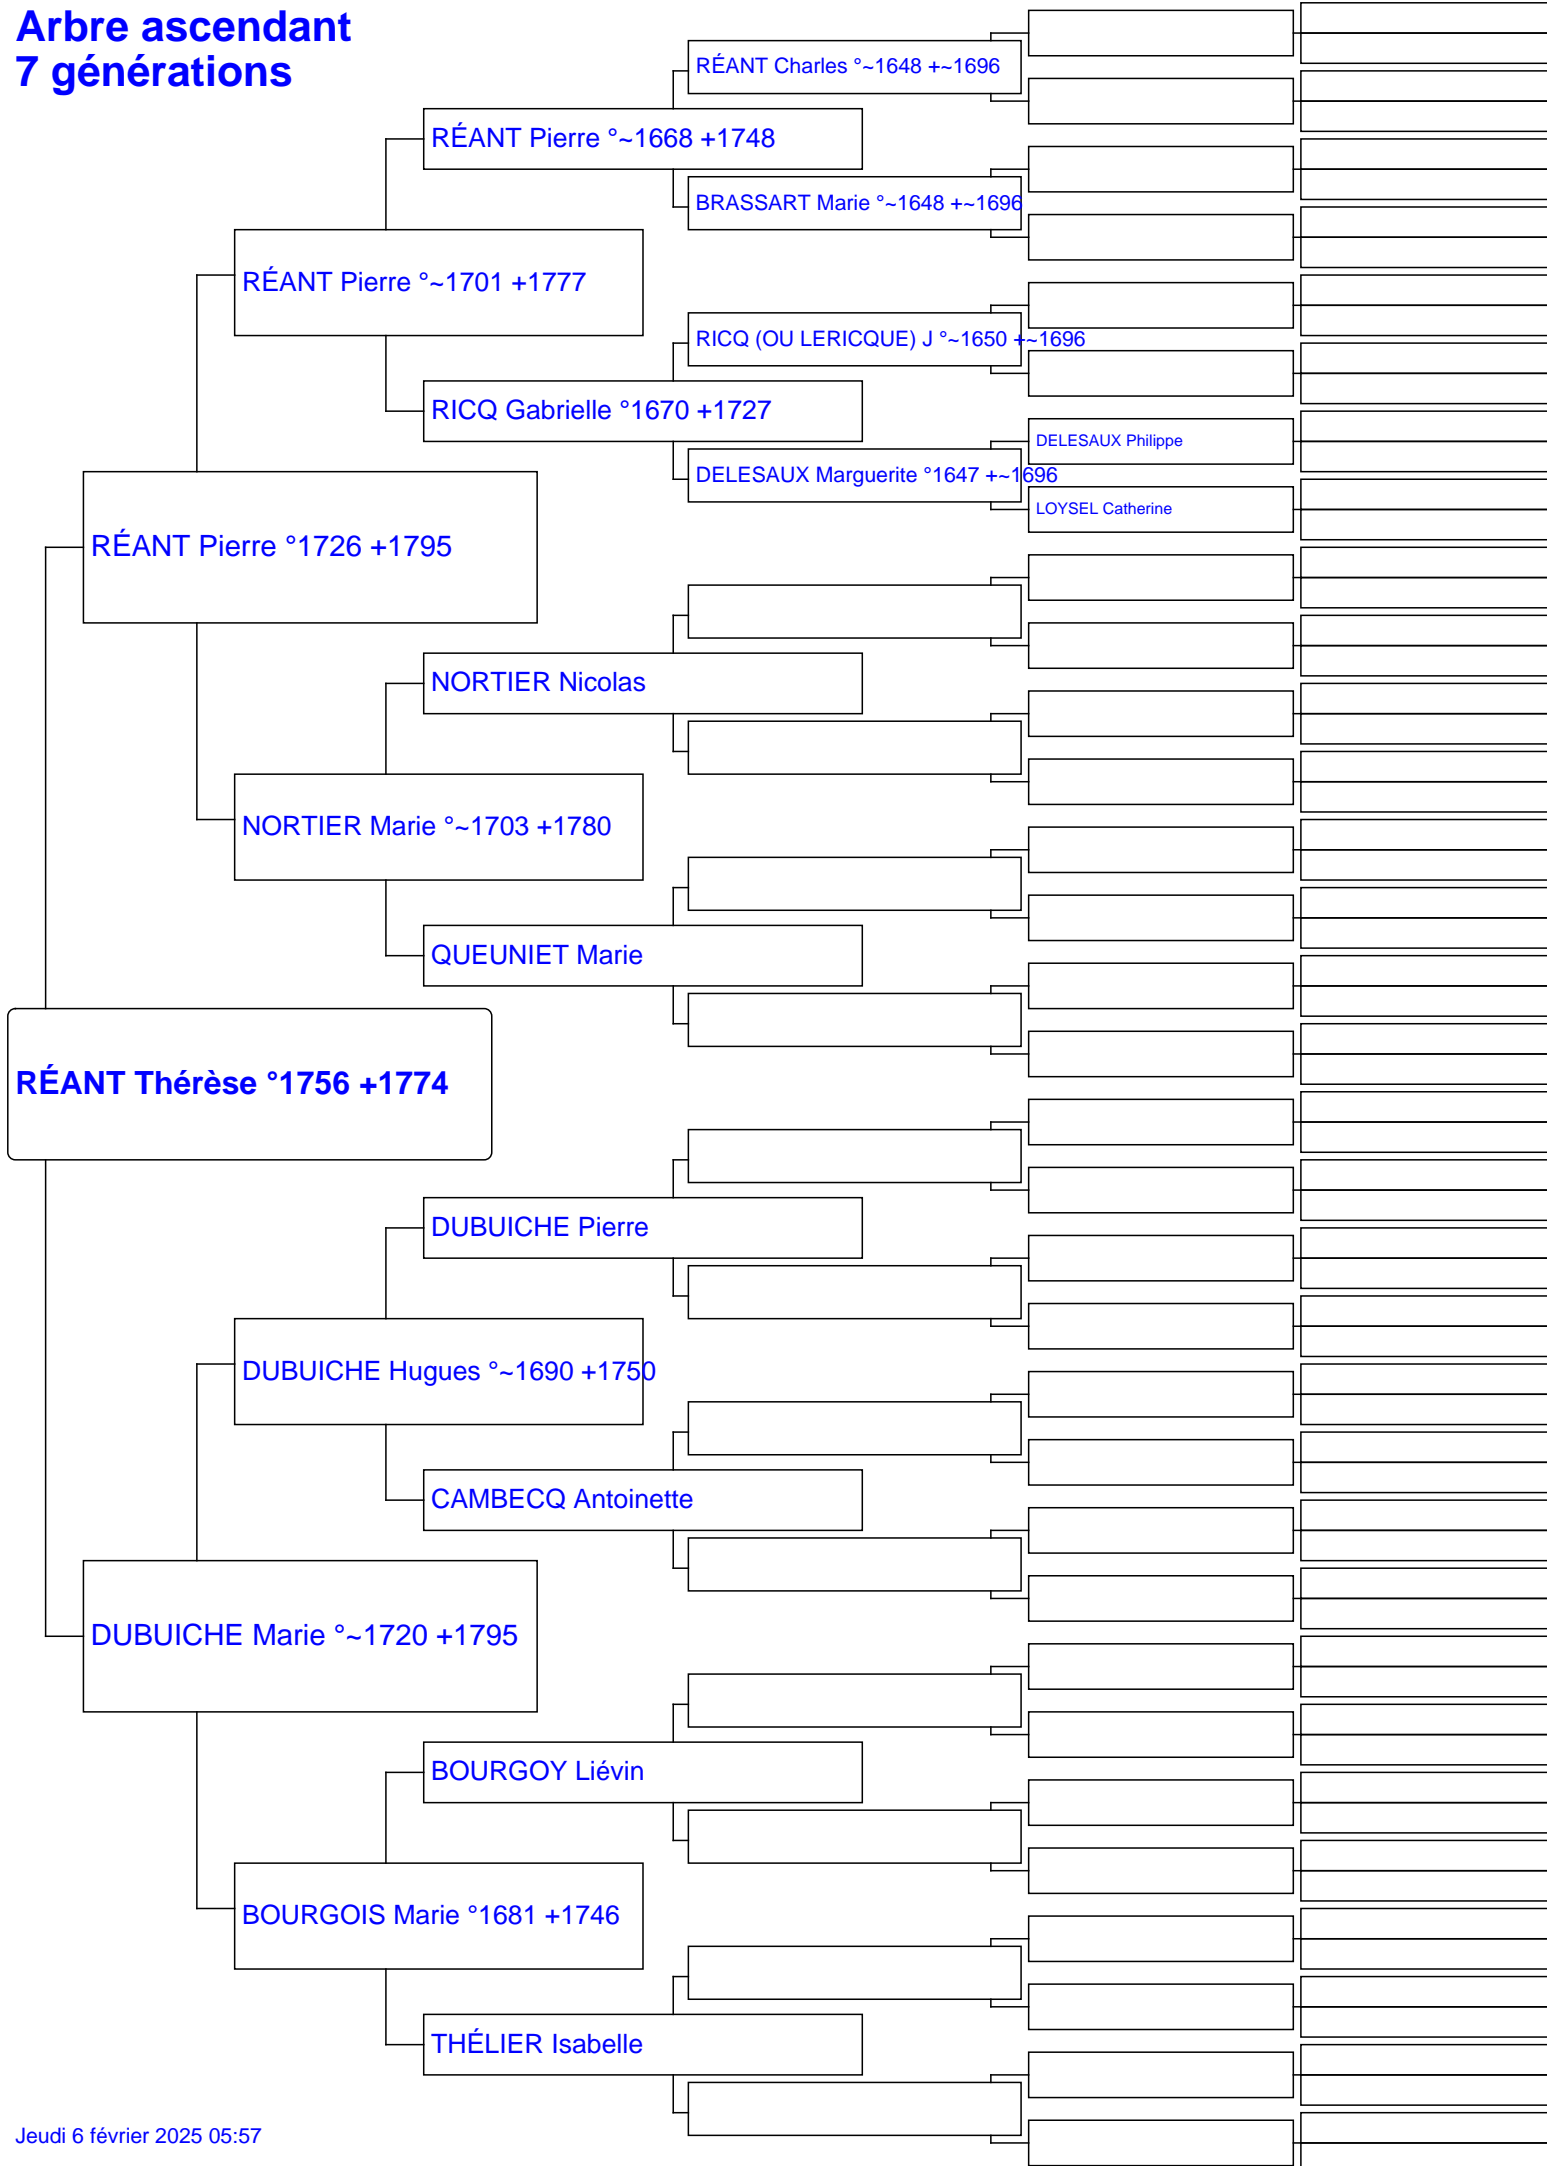 Arbre ascendant
7 générations
RÉANT Charles °~1648 +~1696
RÉANT Pierre °~1668 +1748
BRASSART Marie °~1648 +~1696
RÉANT Pierre °~1701 +1777
RICQ (OU LERICQUE) J °~1650 +~1696
RICQ Gabrielle °1670 +1727
DELESAUX Philippe
DELESAUX Marguerite °1647 +~1696
LOYSEL Catherine
RÉANT Pierre °1726 +1795
NORTIER Nicolas
NORTIER Marie °~1703 +1780
QUEUNIET Marie
RÉANT Thérèse °1756 +1774
DUBUICHE Pierre
DUBUICHE Hugues °~1690 +1750
CAMBECQ Antoinette
DUBUICHE Marie °~1720 +1795
BOURGOY Liévin
BOURGOIS Marie °1681 +1746
THÉLIER Isabelle
Jeudi 6 février 2025 05:57